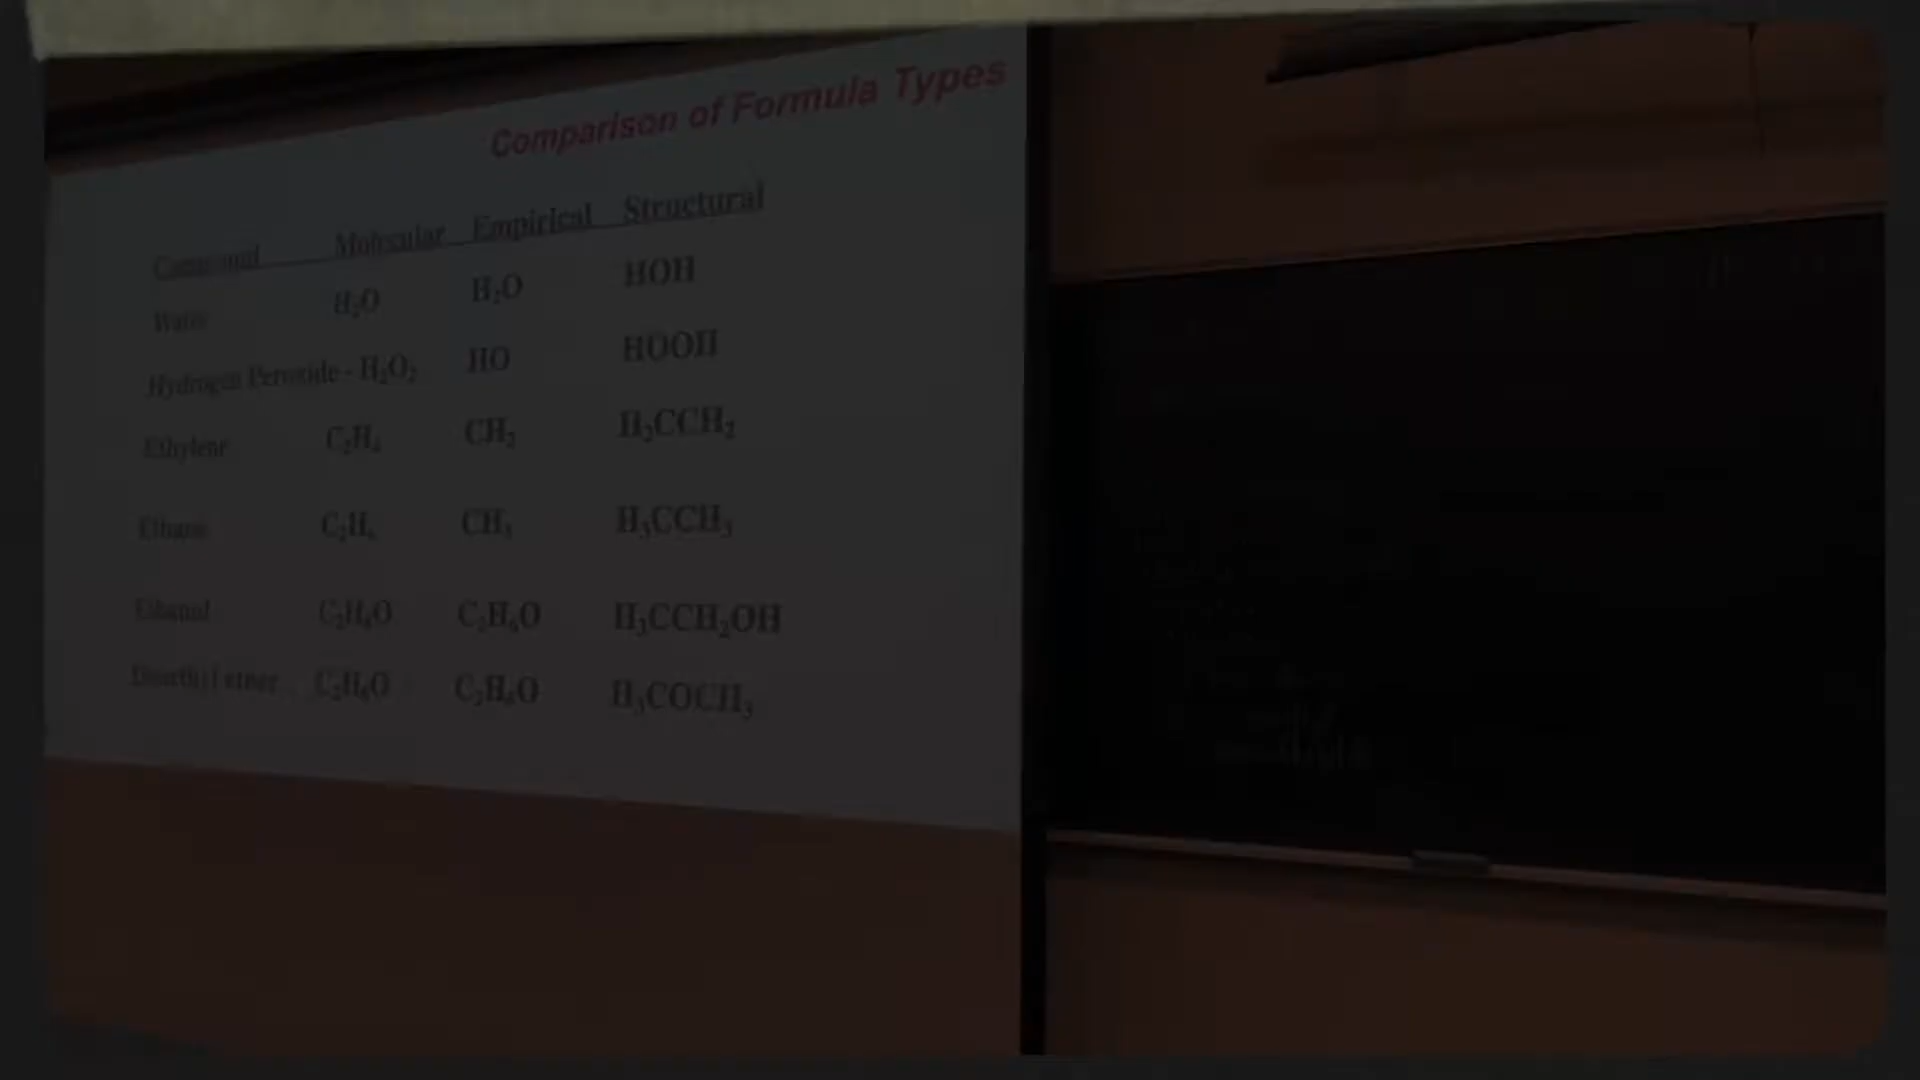 Comparison of Formula Types
Compound Molecular Empirical Structural
Water H₂O H₂O HOH
Hydrogen Peroxide - H₂O₂ HO HOOH
Ethylene C₂H₄ CH₂ H₂CCH₂
Ethane C₂H₆ CH₃ H₃CCH₃
Ethanol C₂H₆O C₂H₆O H₃CCH₂OH
Dimethyl ether C₂H₆O C₂H₆O H₃COCH₃